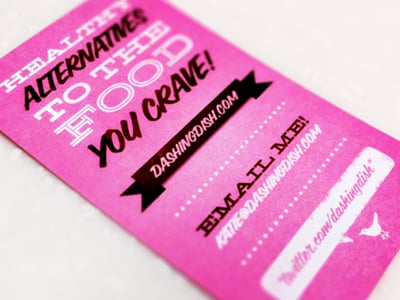 HEALTHY
ALTERNATIVES
TO THE
FOOD
YOU CRAVE!
DASHINGDISH.COM
EMAIL ME!!
KATIE@DASHINGDISH.COM
"twitter.com/dashingdish"